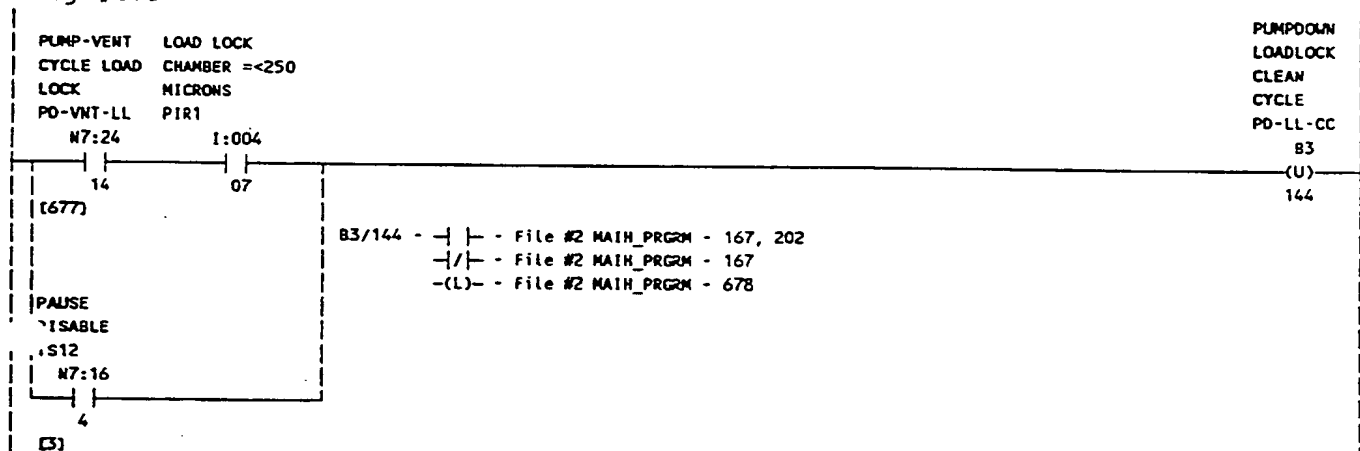 PUMP-VENT LOAD LOCK PUMPDOWN
CYCLE LOAD CHAMBER =<250 LOADLOCK
LOCK MICRONS CLEAN
PD-VNT-LL PIR1 CYCLE
N7:24 I:004 PD-LL-CC
B3
] [ ] [ (U)
14 07 144
[677]
B3/144 - ] [ - File #2 MAIN_PRGRM - 167, 202
]/[ - File #2 MAIN_PRGRM - 167
-(L)- - File #2 MAIN_PRGRM - 678
PAUSE
ISABLE
S12
N7:16
] [
4
[3]